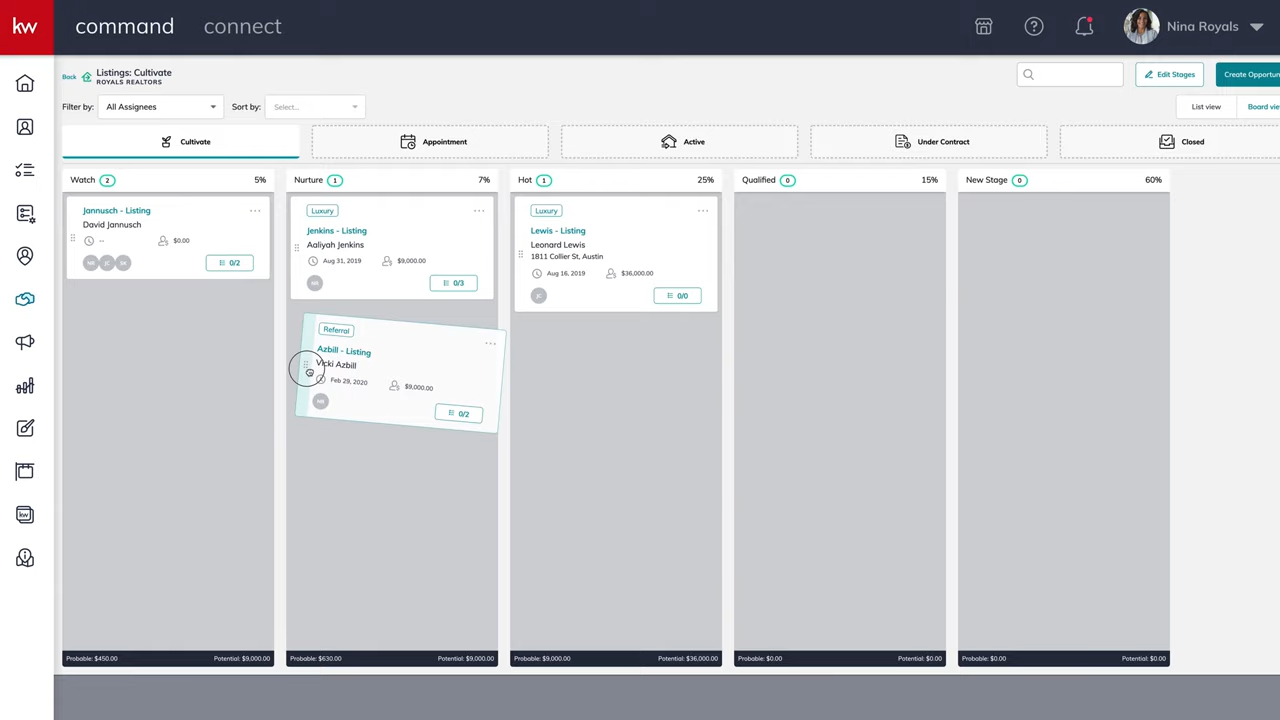 kw command connect Nina Royals
Back Listings: Cultivate
ROYALS REALTORS
Edit Stages
Create Opportun
Filter by: All Assignees Sort by: Select...
List view Board vie
Cultivate Appointment Active Under Contract Closed
Watch 2 5%
Jannusch - Listing
David Jannusch
-- $0.00
NR JC
0/2
Probable: $450.00 Potential: $9,000.00
Nurture 1 7%
Luxury
Jenkins - Listing
Aaliyah Jenkins
Aug 31, 2019 $9,000.00
NR 0/3
Referral
Azbill - Listing
Vicki Azbill
Feb 29, 2020 $9,000.00
NR 0/2
Probable: $630.00 Potential: $9,000.00
Hot 1 25%
Luxury
Lewis - Listing
Leonard Lewis
1811 Collier St, Austin
Aug 16, 2019 $36,000.00
JC 0/0
Probable: $9,000.00 Potential: $36,000.00
Qualified 0 15%
Probable: $0.00 Potential: $0.00
New Stage 0 60%
Probable: $0.00 Potential: $0.00
kw